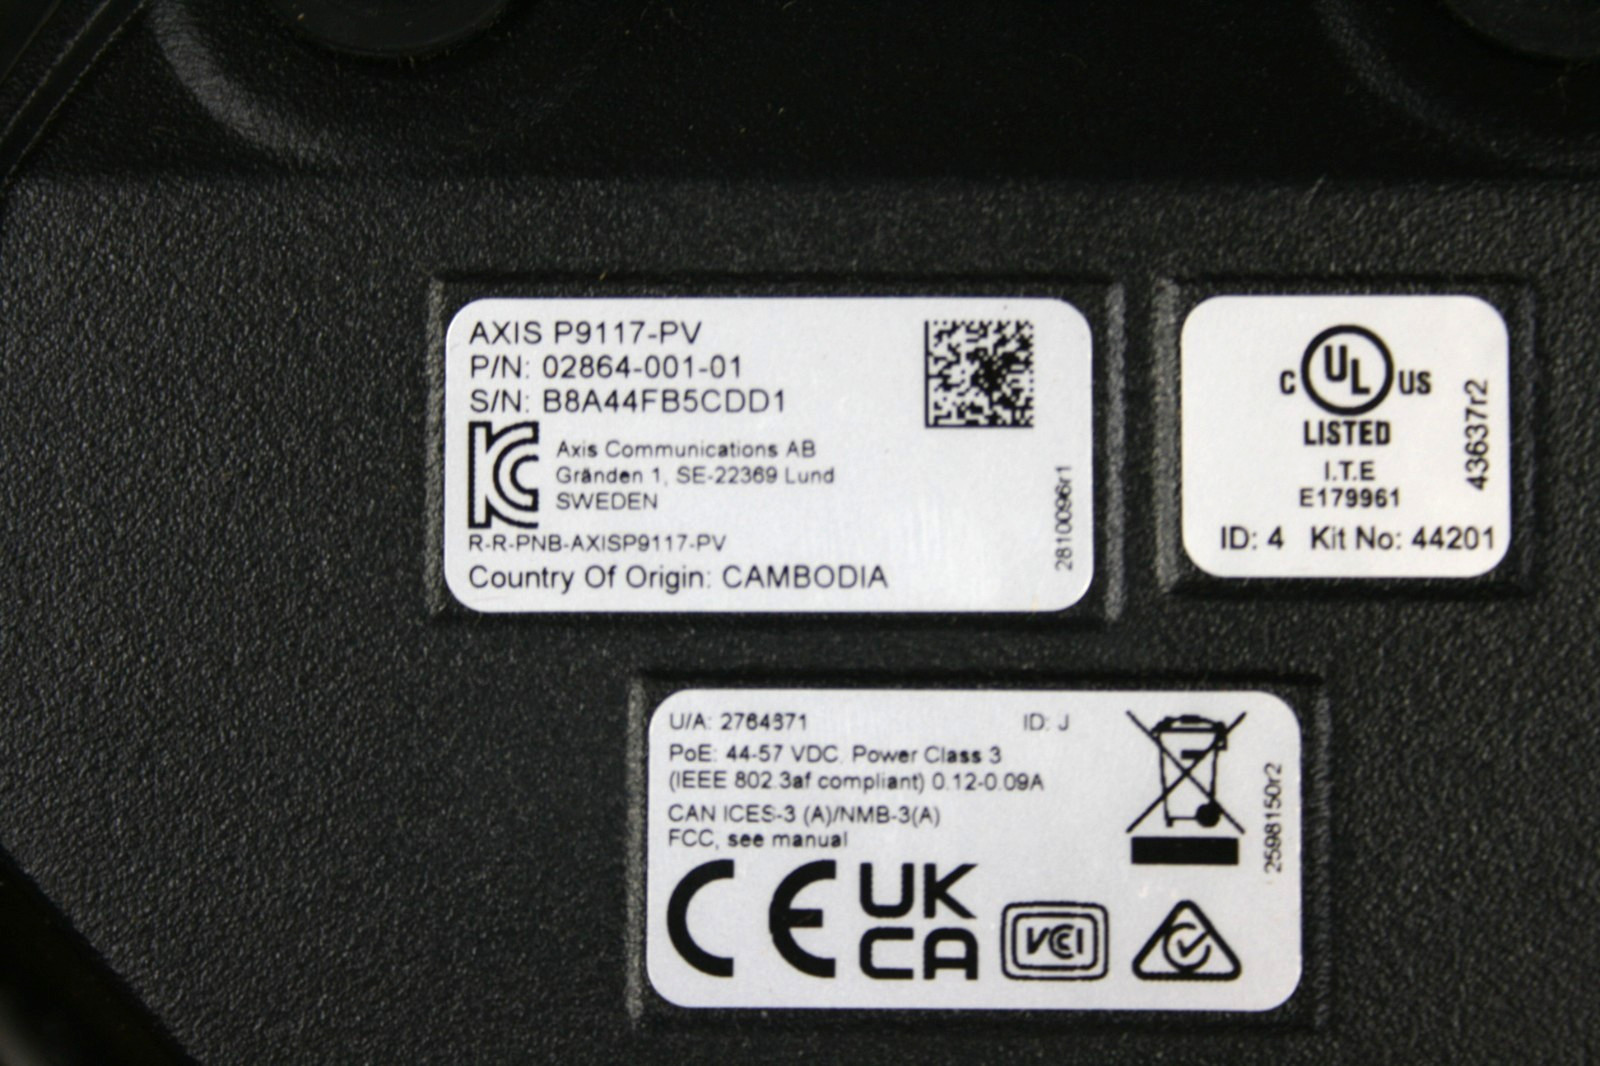 AXIS P9117-PV
P/N: 02864-001-01
S/N: B8A44FB5CDD1
Axis Communications AB
Gränden 1, SE-22369 Lund
SWEDEN
R-R-PNB-AXISP9117-PV
Country Of Origin: CAMBODIA
2810096r1
C UL US
LISTED
I.T.E
E179961
ID: 4 Kit No: 44201
43637r2
U/A: ID: J
PoE: 44-57 VDC, Power Class 3
(IEEE 802.3af compliant) 0.12-0.09A
CAN ICES-3 (A)/NMB-3(A)
FCC, see manual
CE UK
CA
VCI
2598150r2